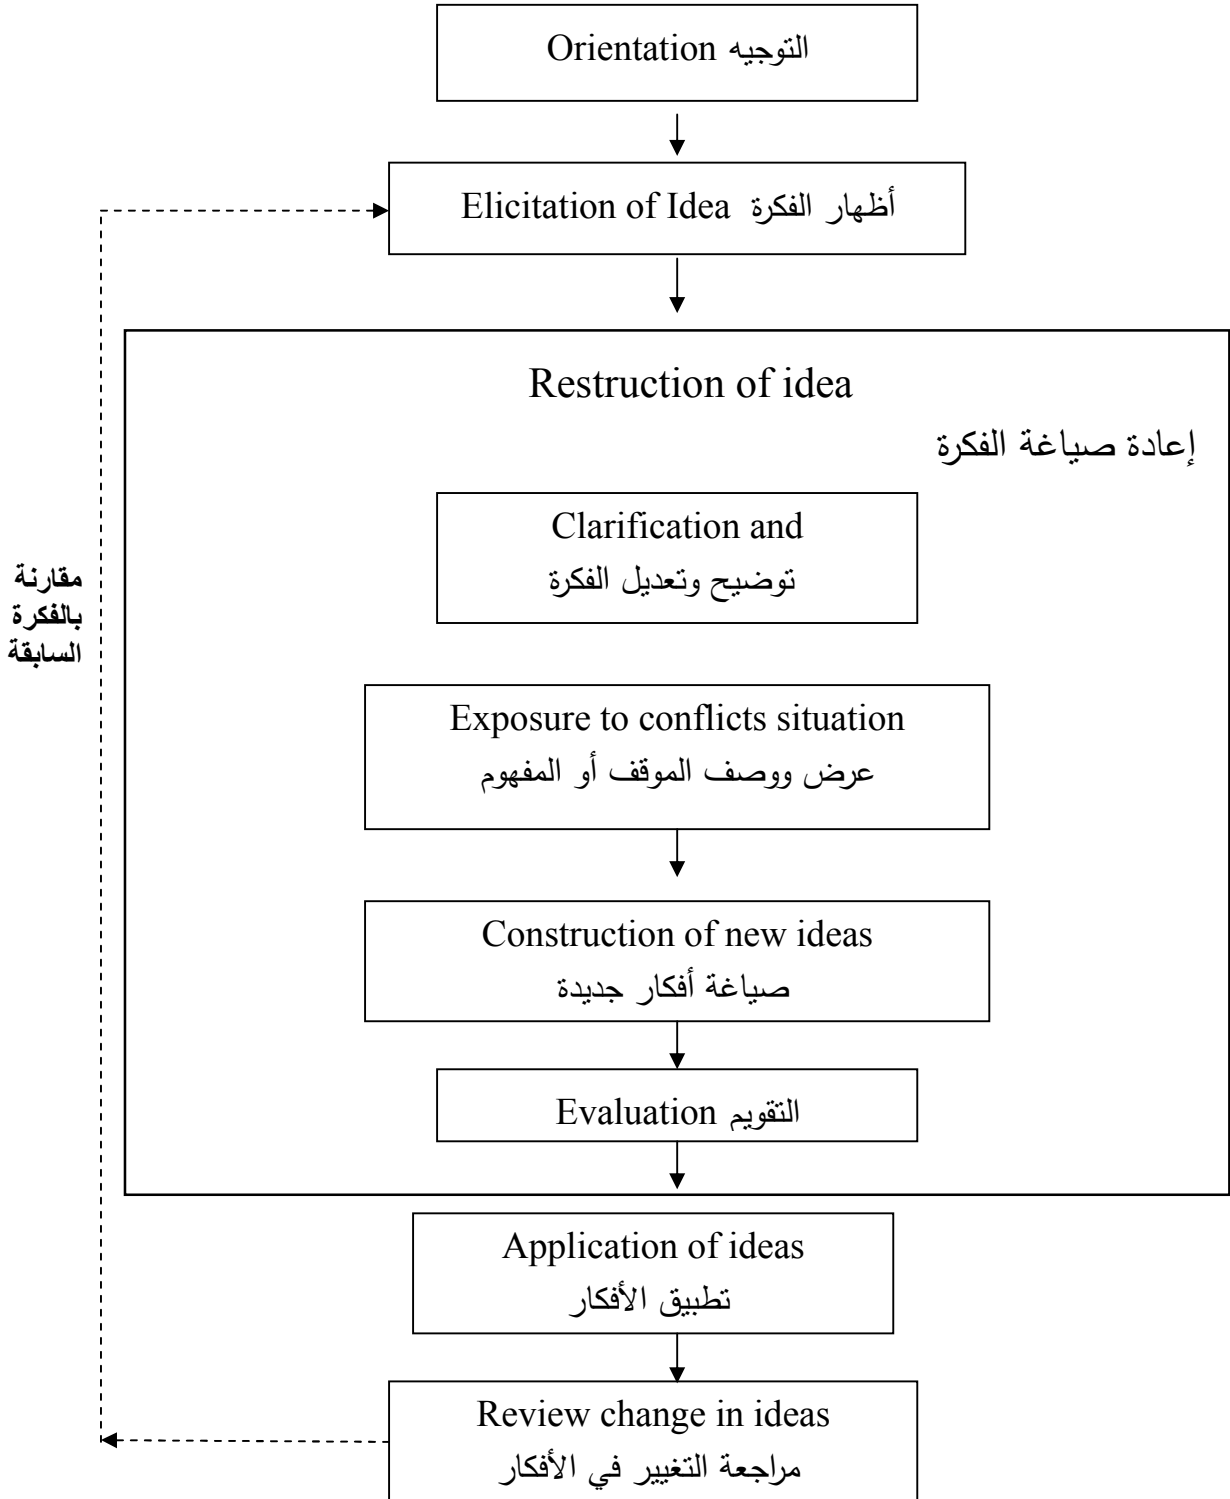 Orientation التوجيه
Elicitation of Idea أظهار الفكرة
Restruction of idea
إعادة صياغة الفكرة
Clarification and
توضيح وتعديل الفكرة
مقارنة
بالفكرة
السابقة
Exposure to conflicts situation
عرض ووصف الموقف أو المفهوم
Construction of new ideas
صياغة أفكار جديدة
Evaluation التقويم
Application of ideas
تطبيق الأفكار
Review change in ideas
مراجعة التغيير في الأفكار